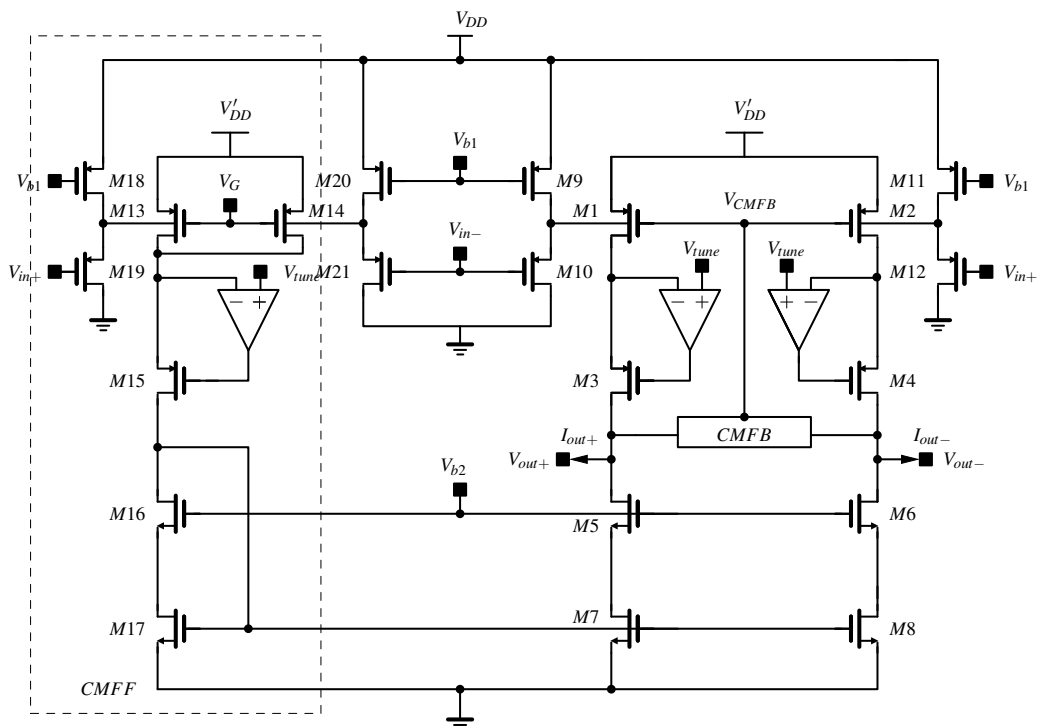 V_DD
V'_DD V'_DD
V_b1 M18 M20 V_b1 M9 M11 V_b1
M13 V_G M14 M1 V_CMFB M2
V_in+ M19 V_tune M21 V_in− M10 V_tune V_tune M12 V_in+
− + − + + −
M15 M3 M4
CMFB
I_out+ I_out−
V_out+ V_out−
V_b2
M16 M5 M6
M17 M7 M8
CMFF